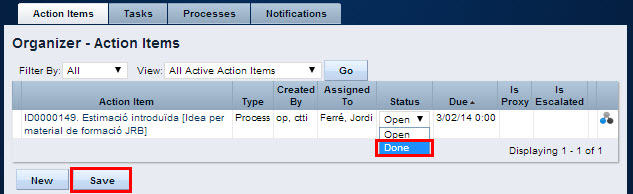 Action Items Tasks Processes Notifications
Organizer - Action Items
Filter By: All View: All Active Action Items Go
Action Item Type Created By Assigned To Status Due Is Proxy Is Escalated
ID0000149. Estimació introduïda [Idea per material de formació JRB] Process op, ctti Ferré, Jordi Open 3/02/14 0:00
Open
Done
Displaying 1 - 1 of 1
New Save